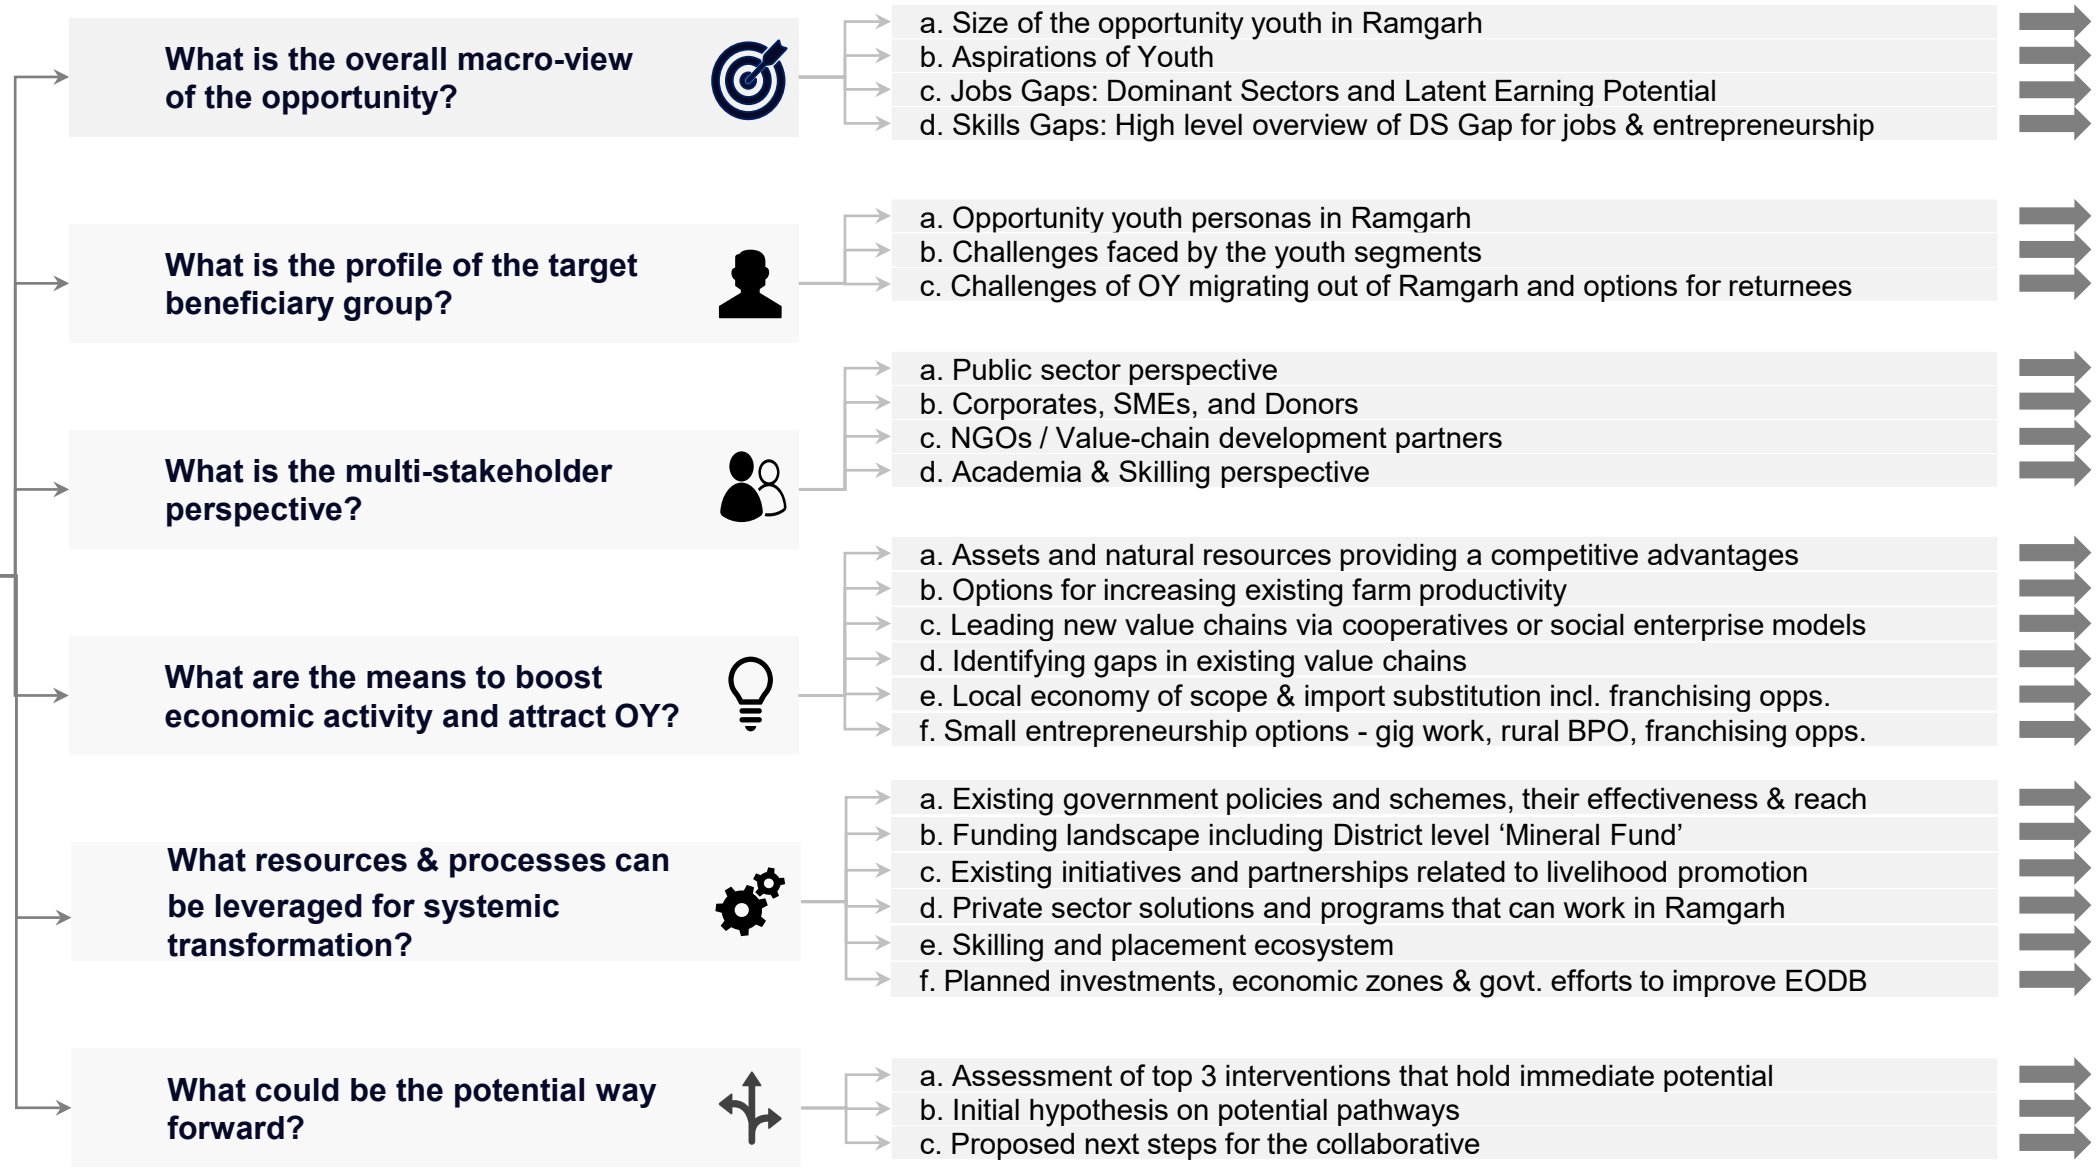 What is the overall macro-view
of the opportunity?
a. Size of the opportunity youth in Ramgarh
b. Aspirations of Youth
c. Jobs Gaps: Dominant Sectors and Latent Earning Potential
d. Skills Gaps: High level overview of DS Gap for jobs & entrepreneurship
What is the profile of the target
beneficiary group?
a. Opportunity youth personas in Ramgarh
b. Challenges faced by the youth segments
c. Challenges of OY migrating out of Ramgarh and options for returnees
What is the multi-stakeholder
perspective?
a. Public sector perspective
b. Corporates, SMEs, and Donors
c. NGOs / Value-chain development partners
d. Academia & Skilling perspective
What are the means to boost
economic activity and attract OY?
a. Assets and natural resources providing a competitive advantages
b. Options for increasing existing farm productivity
c. Leading new value chains via cooperatives or social enterprise models
d. Identifying gaps in existing value chains
e. Local economy of scope & import substitution incl. franchising opps.
f. Small entrepreneurship options - gig work, rural BPO, franchising opps.
What resources & processes can
be leveraged for systemic
transformation?
a. Existing government policies and schemes, their effectiveness & reach
b. Funding landscape including District level ‘Mineral Fund’
c. Existing initiatives and partnerships related to livelihood promotion
d. Private sector solutions and programs that can work in Ramgarh
e. Skilling and placement ecosystem
f. Planned investments, economic zones & govt. efforts to improve EODB
What could be the potential way
forward?
a. Assessment of top 3 interventions that hold immediate potential
b. Initial hypothesis on potential pathways
c. Proposed next steps for the collaborative